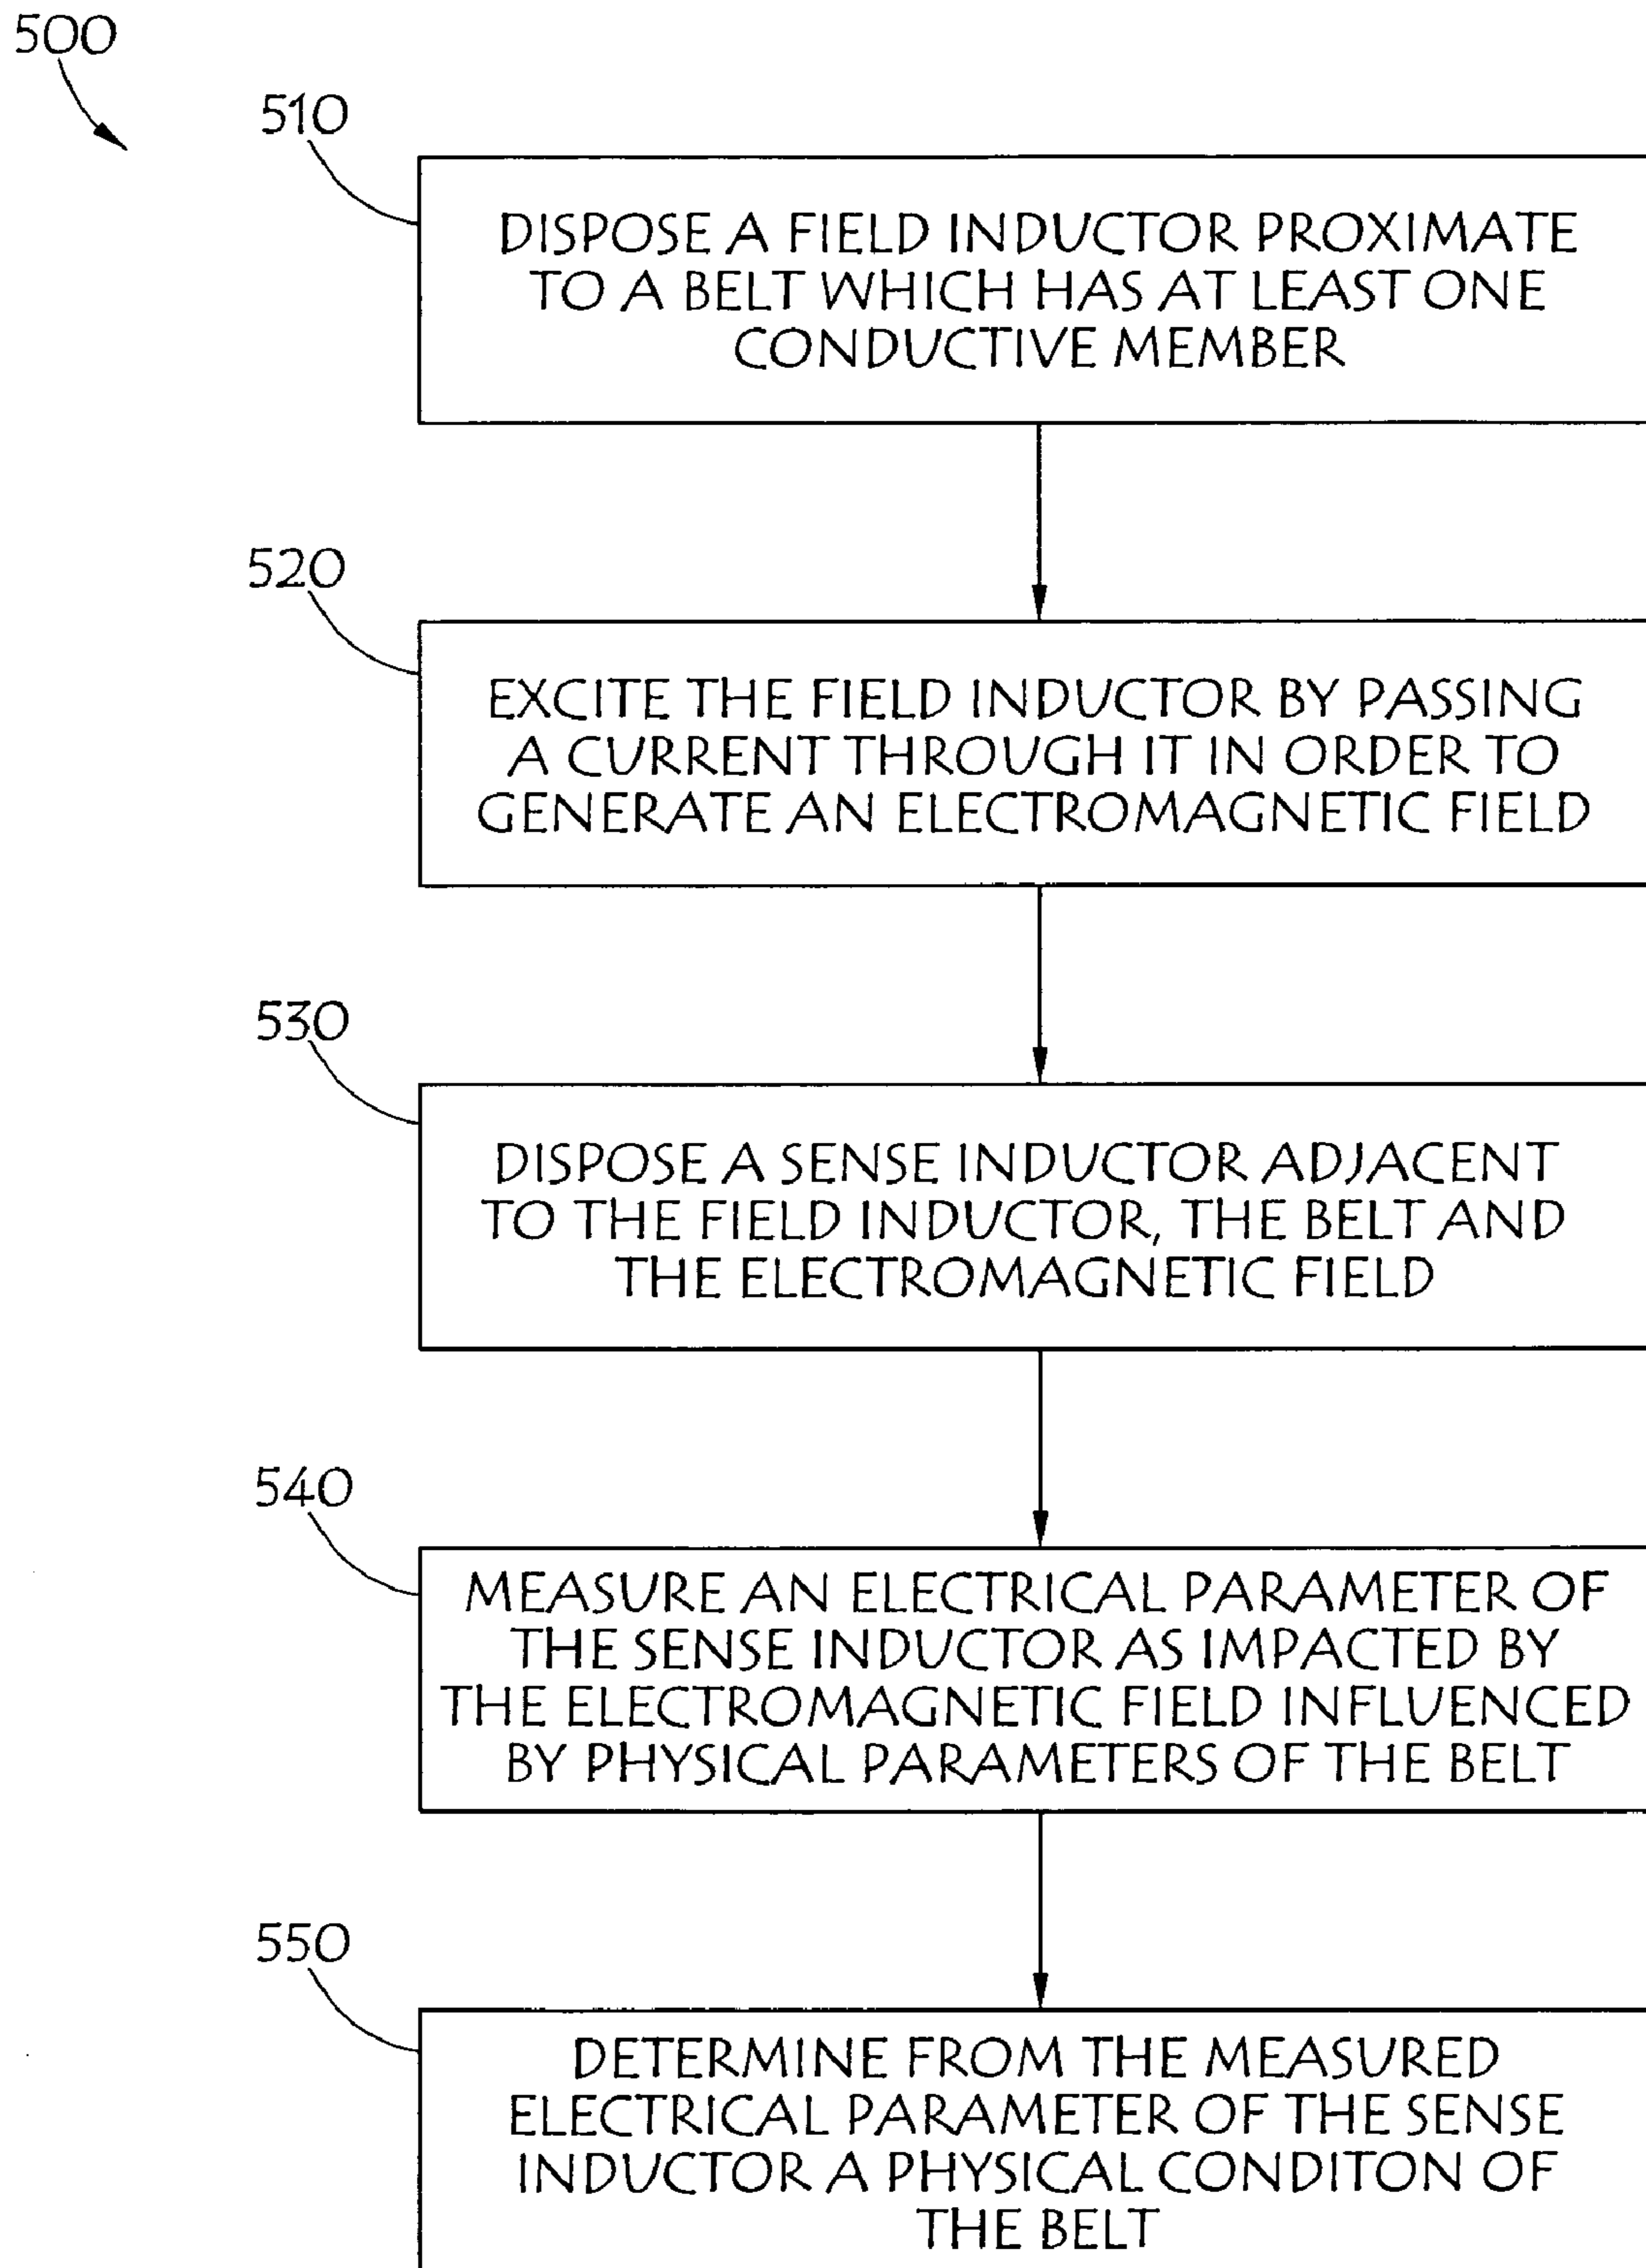 500
510
DISPOSE A FIELD INDUCTOR PROXIMATE
TO A BELT WHICH HAS AT LEAST ONE
CONDUCTIVE MEMBER
520
EXCITE THE FIELD INDUCTOR BY PASSING
A CURRENT THROUGH IT IN ORDER TO
GENERATE AN ELECTROMAGNETIC FIELD
530
DISPOSE A SENSE INDUCTOR ADJACENT
TO THE FIELD INDUCTOR, THE BELT AND
THE ELECTROMAGNETIC FIELD
540
MEASURE AN ELECTRICAL PARAMETER OF
THE SENSE INDUCTOR AS IMPACTED BY
THE ELECTROMAGNETIC FIELD INFLUENCED
BY PHYSICAL PARAMETERS OF THE BELT
550
DETERMINE FROM THE MEASURED
ELECTRICAL PARAMETER OF THE SENSE
INDUCTOR A PHYSICAL CONDITON OF
THE BELT